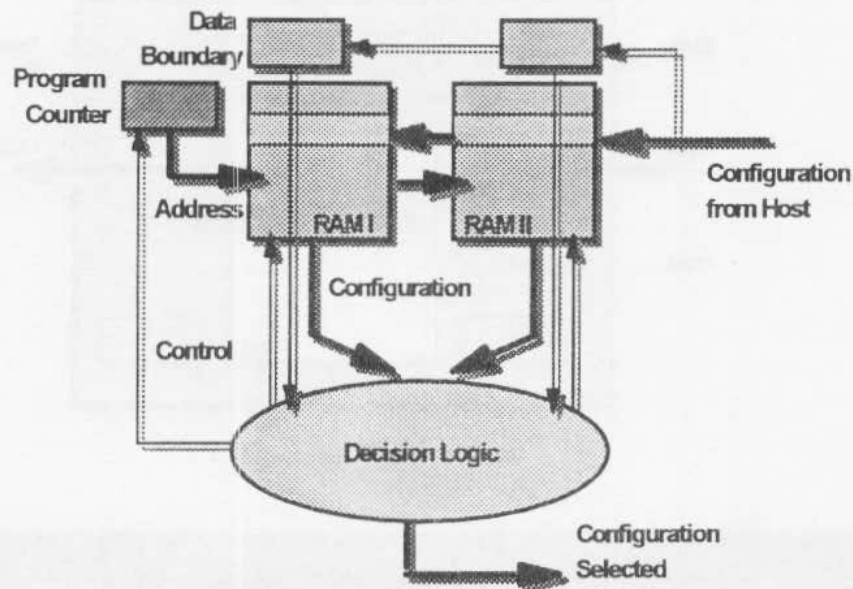 Data
Boundary
Program
Counter
Address
RAM I
RAM II
Configuration
from Host
Configuration
Control
Decision Logic
Configuration
Selected